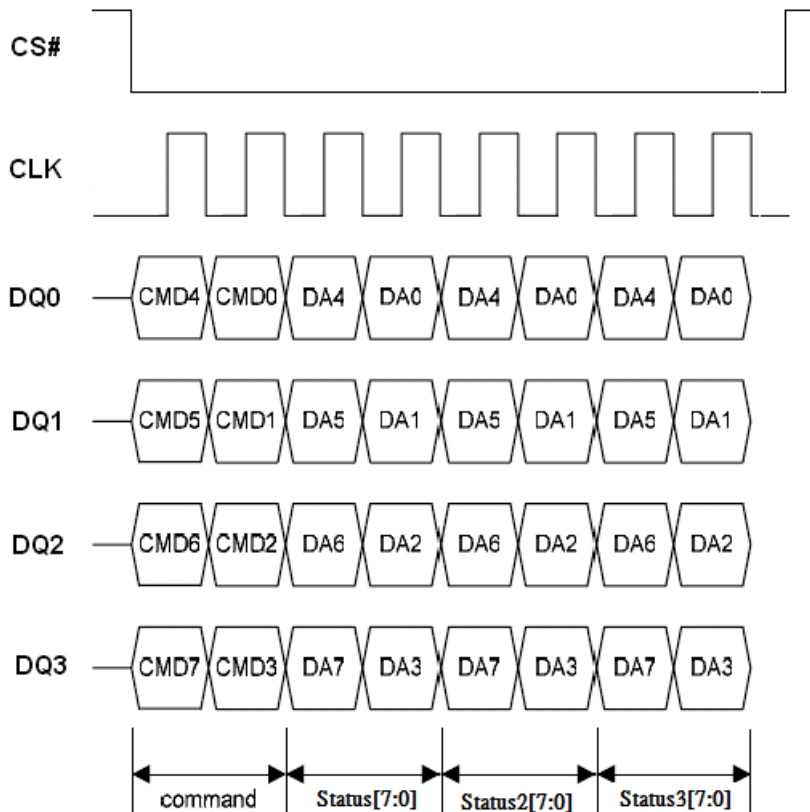 CS#
CLK
DQ0 CMD4 CMD0 DA4 DA0 DA4 DA0 DA4 DA0
DQ1 CMD5 CMD1 DA5 DA1 DA5 DA1 DA5 DA1
DQ2 CMD6 CMD2 DA6 DA2 DA6 DA2 DA6 DA2
DQ3 CMD7 CMD3 DA7 DA3 DA7 DA3 DA7 DA3
command Status[7:0] Status2[7:0] Status3[7:0]